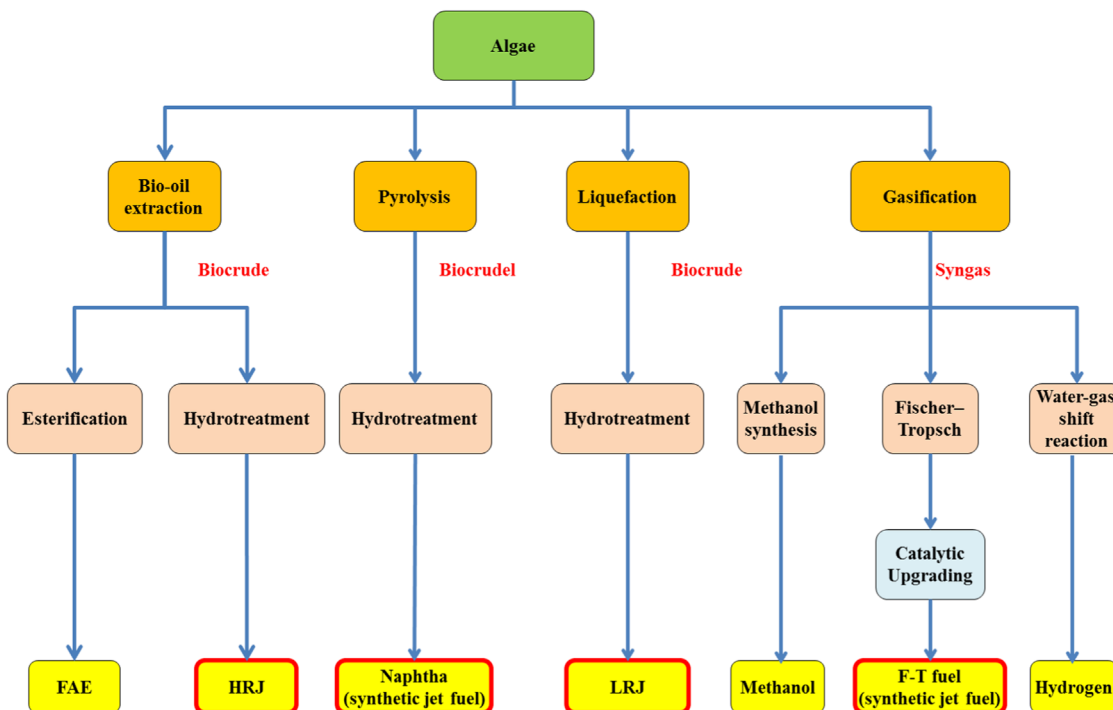 Algae
Bio-oil
extraction
Pyrolysis
Liquefaction
Gasification
Biocrude
Biocrudel
Biocrude
Syngas
Esterification
Hydrotreatment
Hydrotreatment
Hydrotreatment
Methanol
synthesis
Fischer–
Tropsch
Water-gas
shift
reaction
Catalytic
Upgrading
FAE
HRJ
Naphtha
(synthetic jet fuel)
LRJ
Methanol
F-T fuel
(synthetic jet fuel)
Hydrogen